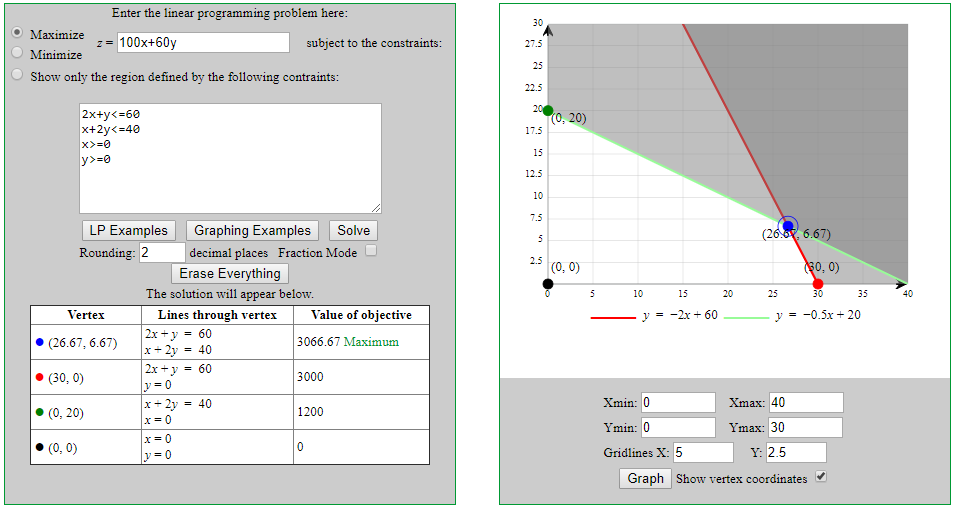 Enter the linear programming problem here:
Maximize
Minimize
z = 100x+60y subject to the constraints:
Show only the region defined by the following contraints:
2x+y<=60
x+2y<=40
x>=0
y>=0
LP Examples Graphing Examples Solve
Rounding: 2 decimal places Fraction Mode
Erase Everything
The solution will appear below.
Vertex Lines through vertex Value of objective
(26.67, 6.67) 2x + y = 60 3066.67 Maximum
x + 2y = 40
(30, 0) 2x + y = 60 3000
y = 0
(0, 20) x + 2y = 40 1200
x = 0
(0, 0) x = 0 0
y = 0
30
27.5
25
22.5
20
(0, 20)
17.5
15
12.5
10
7.5
(26.67, 6.67)
5
2.5
(0, 0) (30, 0)
0 5 10 15 20 25 30 35 40
y = −2x + 60 y = −0.5x + 20
Xmin: 0 Xmax: 40
Ymin: 0 Ymax: 30
Gridlines X: 5 Y: 2.5
Graph Show vertex coordinates